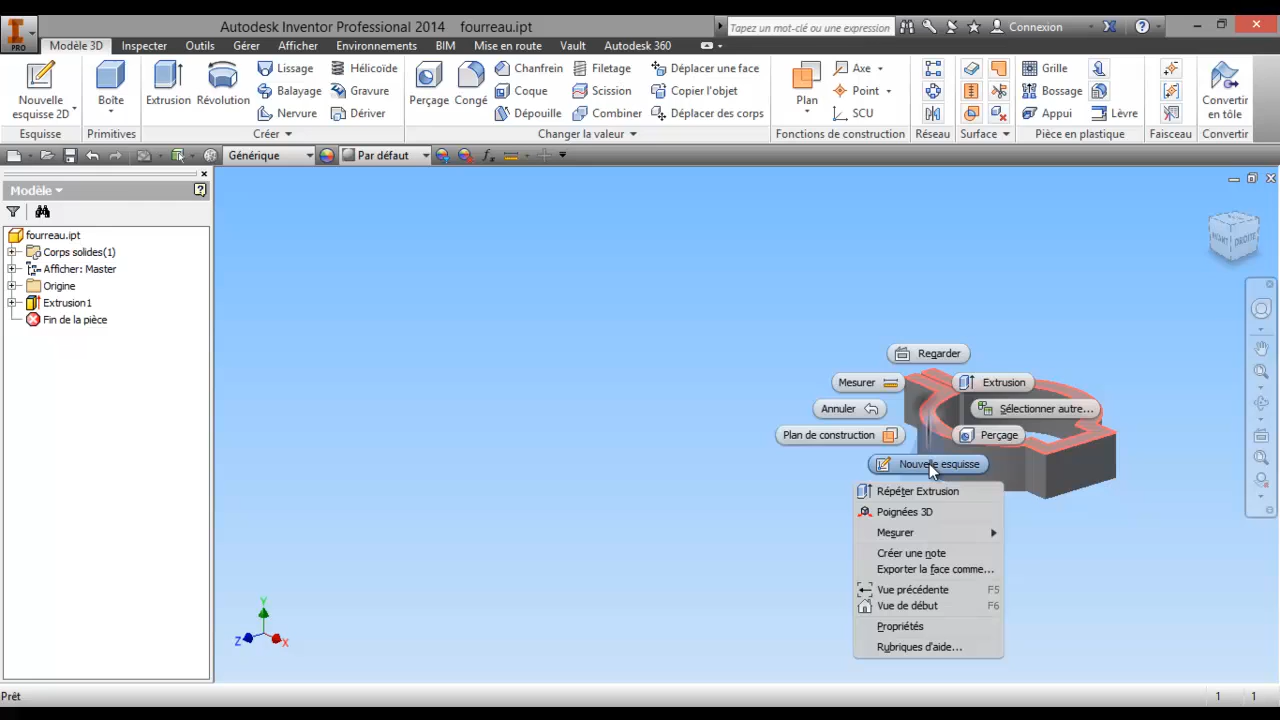 Autodesk Inventor Professional 2014 fourreau.ipt
Tapez un mot-clé ou une expression
Connexion
PRO
Modèle 3D Inspecter Outils Gérer Afficher Environnements BIM Mise en route Vault Autodesk 360
Nouvelle
esquisse 2D
Boîte
Extrusion
Révolution
Lissage
Balayage
Nervure
Hélicoïde
Gravure
Dériver
Perçage
Congé
Chanfrein
Coque
Dépouille
Filetage
Scission
Combiner
Déplacer une face
Copier l'objet
Déplacer des corps
Plan
Axe
Point
SCU
Grille
Bossage
Appui
Lèvre
Convertir
en tôle
Esquisse Primitives Créer Changer la valeur Fonctions de construction Réseau Surface Pièce en plastique Faisceau Convertir
Générique Par défaut fx
Modèle
fourreau.ipt
Corps solides(1)
Afficher: Master
Origine
Extrusion1
Fin de la pièce
AVANT DROITE
Regarder
Mesurer
Extrusion
Annuler
Sélectionner autre...
Plan de construction
Perçage
Nouvelle esquisse
Répéter Extrusion
Poignées 3D
Mesurer
Créer une note
Exporter la face comme...
Vue précédente F5
Vue de début F6
Propriétés
Rubriques d'aide...
Y
Z
X
Prêt
1 1